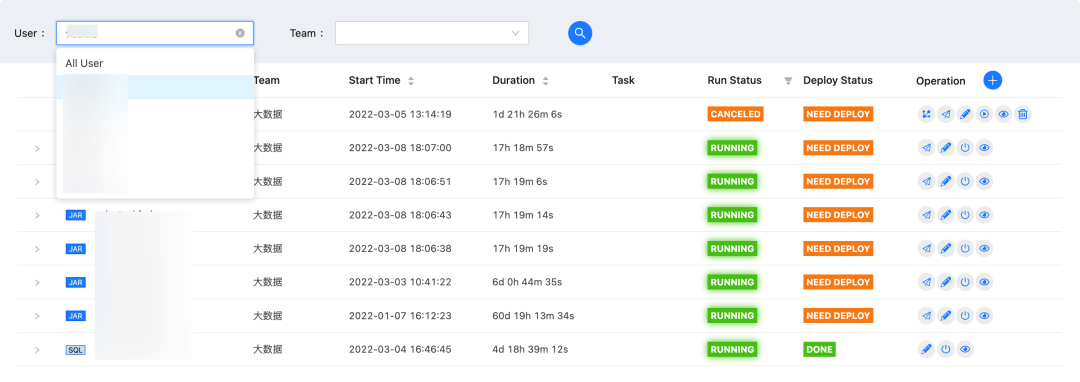 User :
Team :
All User
Team Start Time Duration Task Run Status Deploy Status Operation
大数据 2022-03-05 13:14:19 1d 21h 26m 6s CANCELED NEED DEPLOY
大数据 2022-03-08 18:07:00 17h 18m 57s RUNNING NEED DEPLOY
大数据 2022-03-08 18:06:51 17h 19m 6s RUNNING NEED DEPLOY
JAR 大数据 2022-03-08 18:06:43 17h 19m 14s RUNNING NEED DEPLOY
JAR 大数据 2022-03-08 18:06:38 17h 19m 19s RUNNING NEED DEPLOY
JAR 大数据 2022-03-03 10:41:22 6d 0h 44m 35s RUNNING NEED DEPLOY
JAR 大数据 2022-01-07 16:12:23 60d 19h 13m 34s RUNNING NEED DEPLOY
SQL 大数据 2022-03-04 16:46:45 4d 18h 39m 12s RUNNING DONE